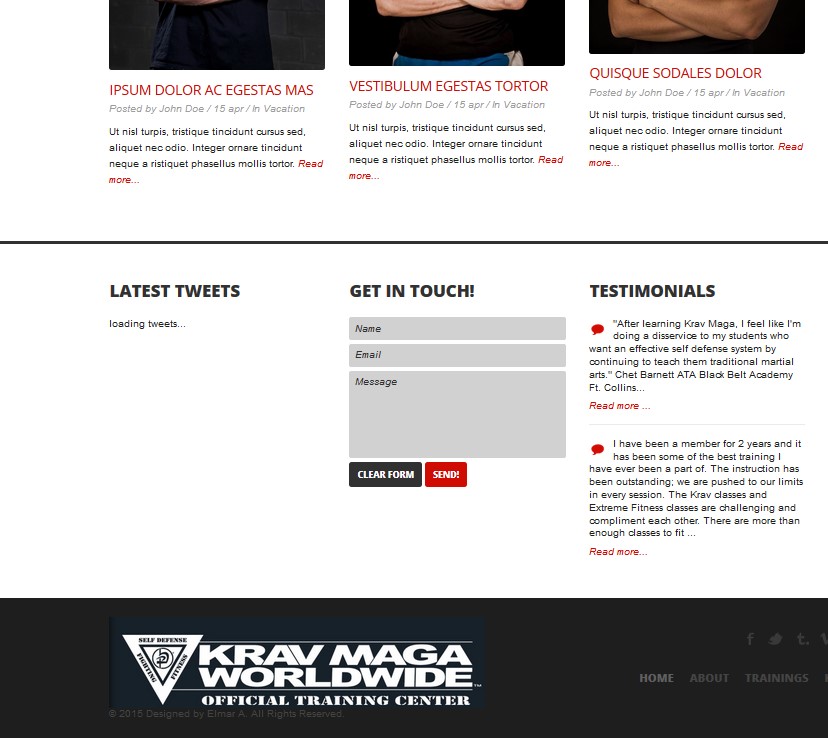 IPSUM DOLOR AC EGESTAS MAS
Posted by John Doe / 15 apr / In Vacation
Ut nisl turpis, tristique tincidunt cursus sed,
aliquet nec odio. Integer ornare tincidunt
neque a ristiquet phasellus mollis tortor. Read
more...
VESTIBULUM EGESTAS TORTOR
Posted by John Doe / 15 apr / In Vacation
Ut nisl turpis, tristique tincidunt cursus sed,
aliquet nec odio. Integer ornare tincidunt
neque a ristiquet phasellus mollis tortor. Read
more...
QUISQUE SODALES DOLOR
Posted by John Doe / 15 apr / In Vacation
Ut nisl turpis, tristique tincidunt cursus sed,
aliquet nec odio. Integer ornare tincidunt
neque a ristiquet phasellus mollis tortor. Read
more...
LATEST TWEETS
loading tweets...
GET IN TOUCH!
Name
Email
Message
CLEAR FORM
SEND!
TESTIMONIALS
"After learning Krav Maga, I feel like I'm
doing a disservice to my students who
want an effective self defense system by
continuing to teach them traditional martial
arts." Chet Barnett ATA Black Belt Academy
Ft. Collins...
Read more ...
I have been a member for 2 years and it
has been some of the best training I
have ever been a part of. The instruction has
been outstanding; we are pushed to our limits
in every session. The Krav classes and
Extreme Fitness classes are challenging and
compliment each other. There are more than
enough classes to fit ...
Read more...
SELF DEFENSE
FIGHTING
FITNESS
KRAV MAGA
WORLDWIDE™
OFFICIAL TRAINING CENTER
© 2015 Designed by Elmar A. All Rights Reserved.
HOME ABOUT TRAININGS